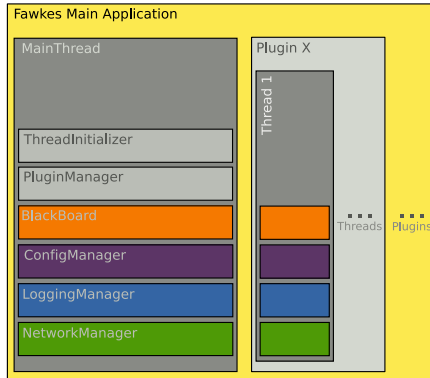 Fawkes Main Application
MainThread
ThreadInitializer
PluginManager
BlackBoard
ConfigManager
LoggingManager
NetworkManager
Plugin X
Thread 1
Threads
Plugins